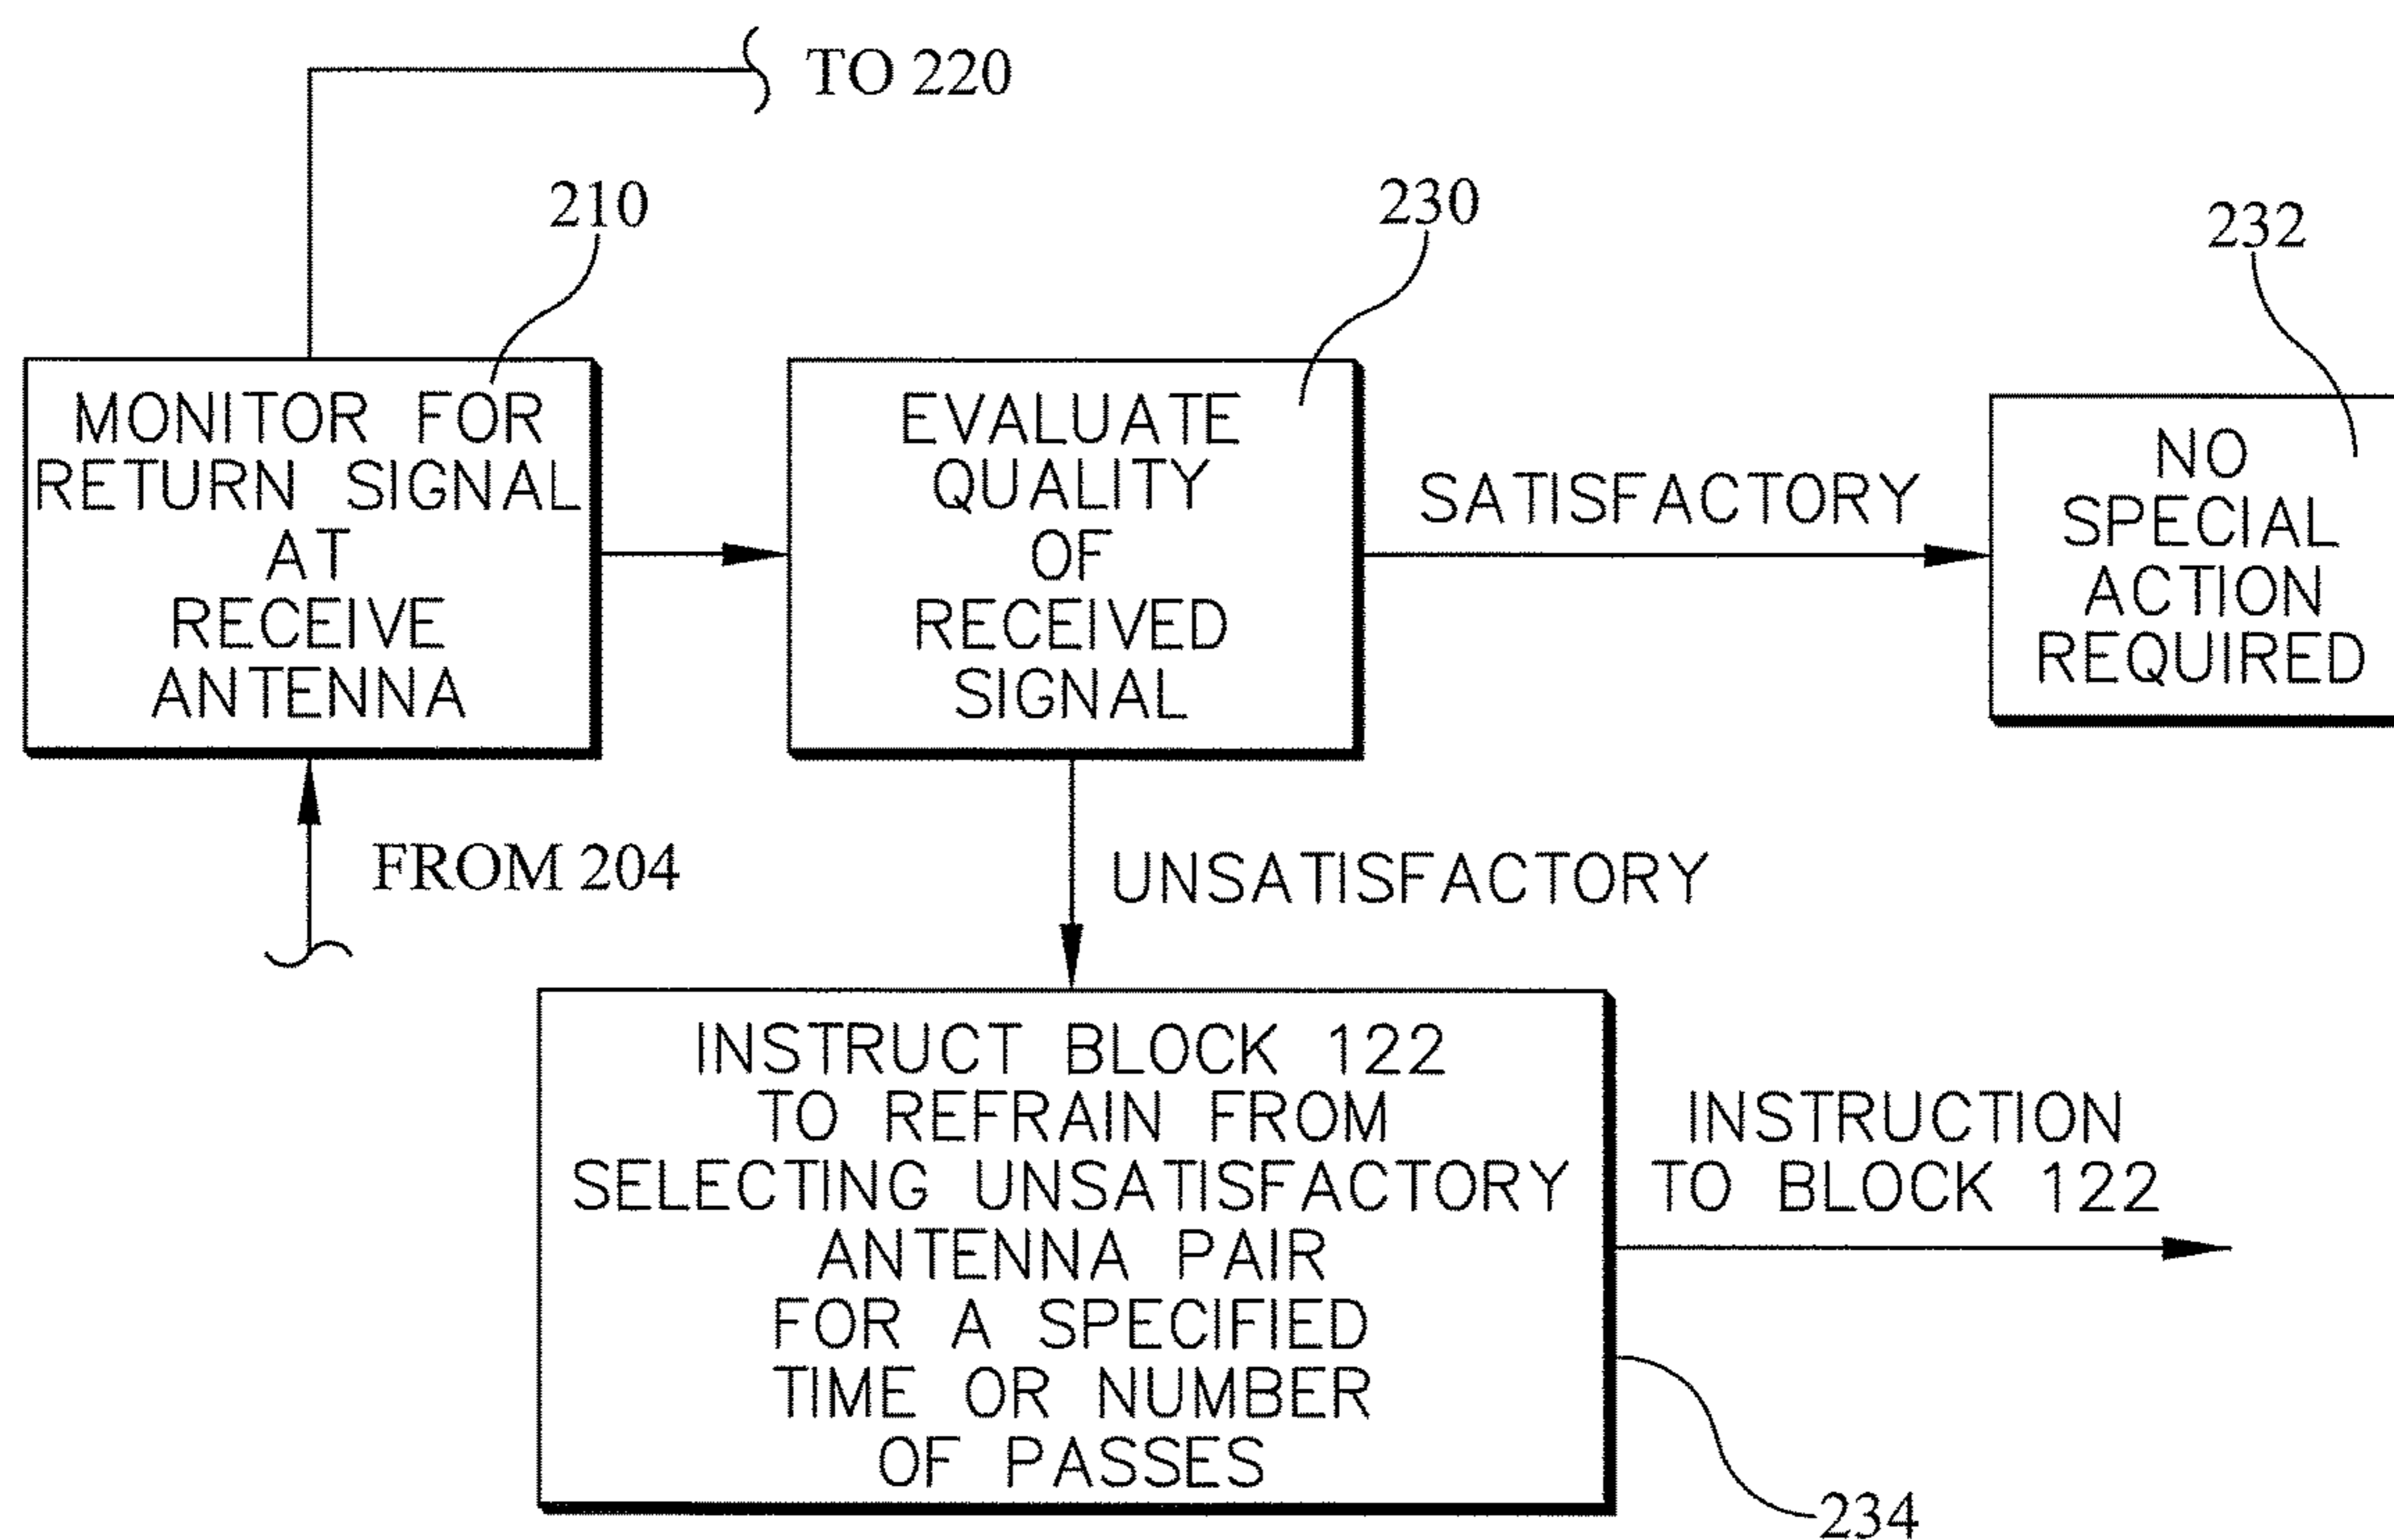 TO 220
210
230
232
MONITOR FOR
RETURN SIGNAL
AT
RECEIVE
ANTENNA
EVALUATE
QUALITY
OF
RECEIVED
SIGNAL
SATISFACTORY
NO
SPECIAL
ACTION
REQUIRED
FROM 204
UNSATISFACTORY
INSTRUCT BLOCK 122
TO REFRAIN FROM
SELECTING UNSATISFACTORY
ANTENNA PAIR
FOR A SPECIFIED
TIME OR NUMBER
OF PASSES
INSTRUCTION
TO BLOCK 122
234